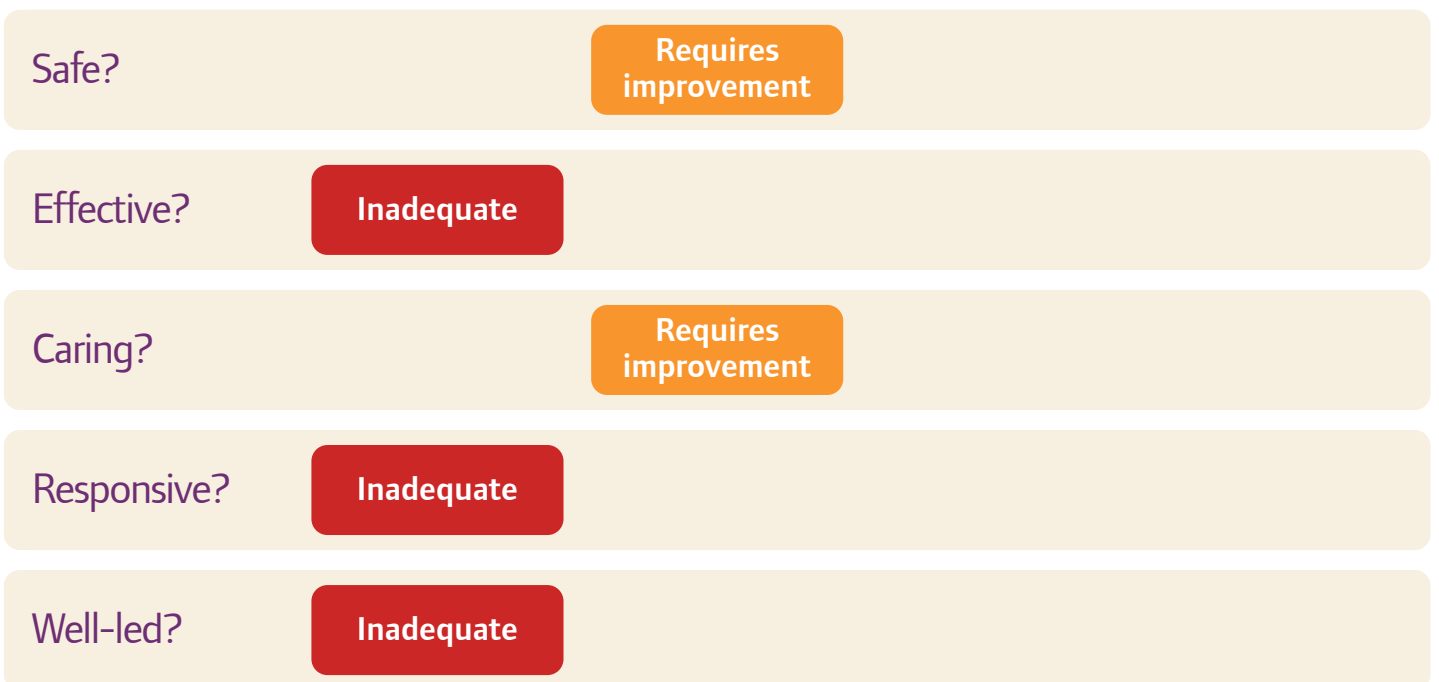 Safe?
Requires
improvement
Effective?
Inadequate
Caring?
Requires
improvement
Responsive?
Inadequate
Well-led?
Inadequate